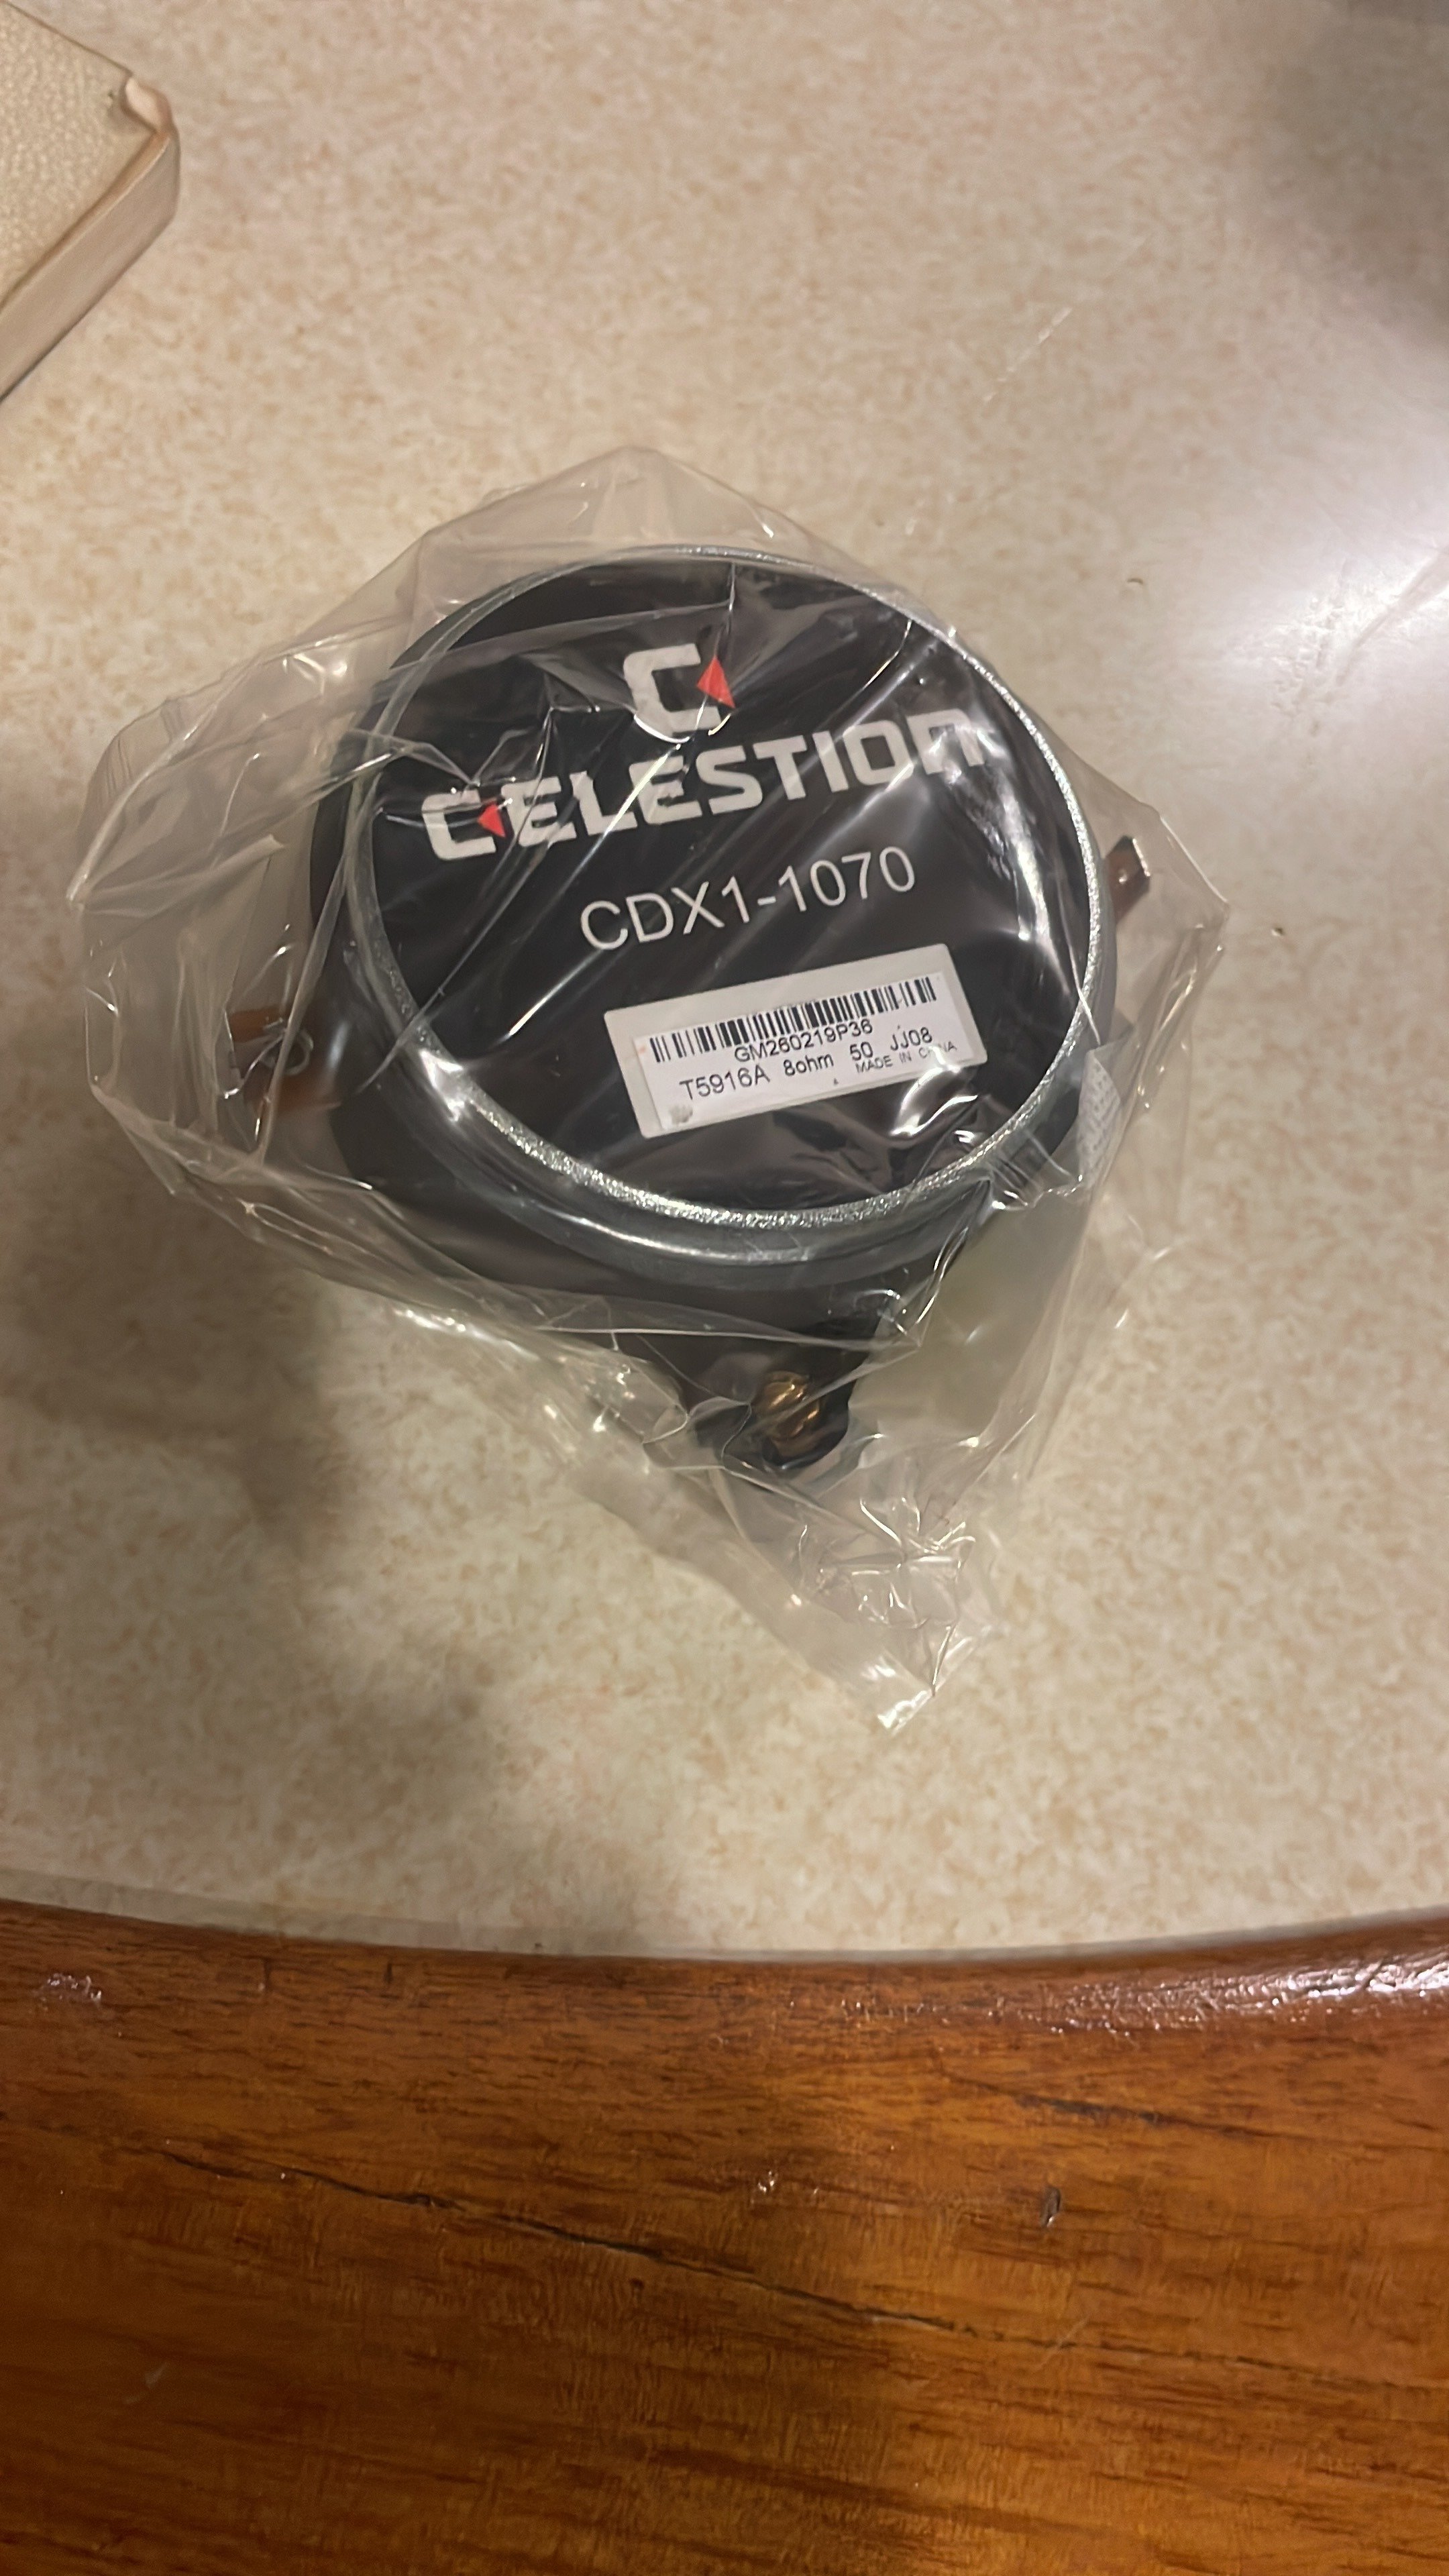 C
CELESTION
CDX1-1070
GM260219P36
T5916A 8ohm 50 JJ08
MADE IN CHINA